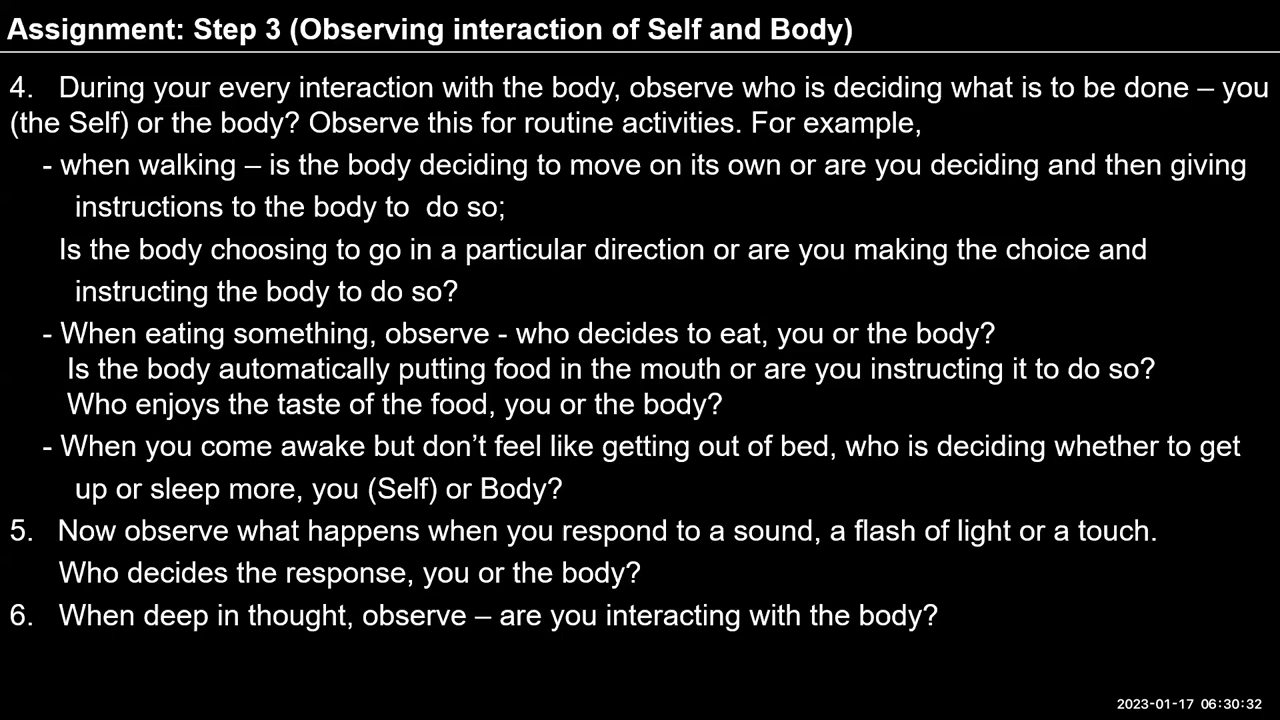 Assignment: Step 3 (Observing interaction of Self and Body)
4. During your every interaction with the body, observe who is deciding what is to be done – you
(the Self) or the body? Observe this for routine activities. For example,
- when walking – is the body deciding to move on its own or are you deciding and then giving
instructions to the body to do so;
Is the body choosing to go in a particular direction or are you making the choice and
instructing the body to do so?
- When eating something, observe - who decides to eat, you or the body?
Is the body automatically putting food in the mouth or are you instructing it to do so?
Who enjoys the taste of the food, you or the body?
- When you come awake but don’t feel like getting out of bed, who is deciding whether to get
up or sleep more, you (Self) or Body?
5. Now observe what happens when you respond to a sound, a flash of light or a touch.
Who decides the response, you or the body?
6. When deep in thought, observe – are you interacting with the body?
2023-01-17 06:30:32